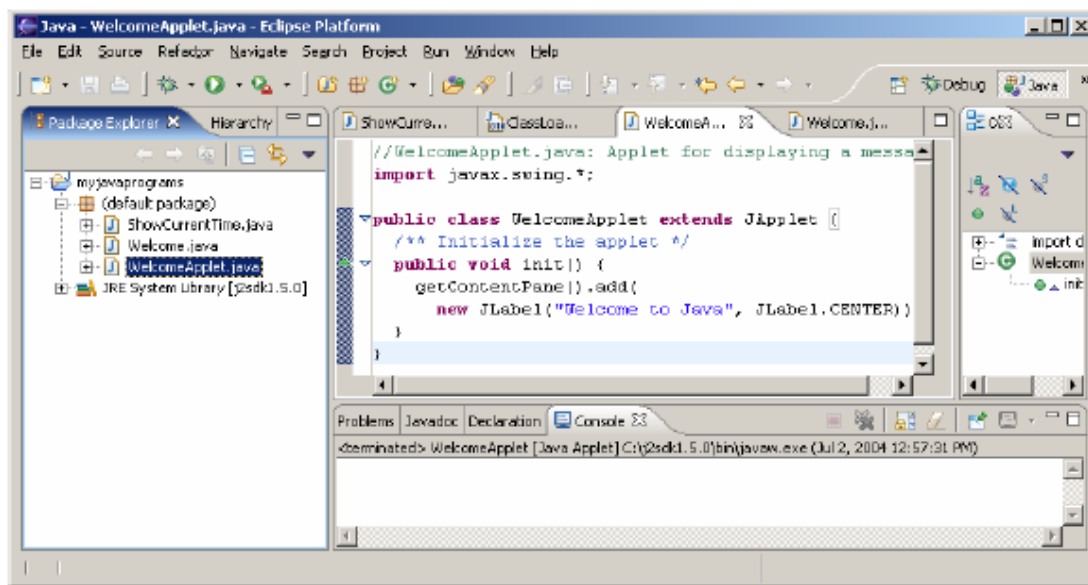 Java - WelcomeApplet.java - Eclipse Platform
File Edit Source Refactor Navigate Search Project Run Window Help
Debug Java
Package Explorer Hierarchy
ShowCurre... ClassLoa... WelcomeA... Welcome.j...
myjavaprograms
(default package)
ShowCurrentTime.java
Welcome.java
WelcomeApplet.java
JRE System Library [j2sdk1.5.0]
//WelcomeApplet.java: Applet for displaying a messa
import javax.swing.*;
public class WelcomeApplet extends JApplet {
/** Initialize the applet */
public void init() {
getContentPane().add(
new JLabel("Welcome to Java", JLabel.CENTER))
}
}
import d
Welcome
init
Problems Javadoc Declaration Console
<terminated> WelcomeApplet [Java Applet] C:\j2sdk1.5.0\bin\javaw.exe (Jul 2, 2004 12:57:31 PM)